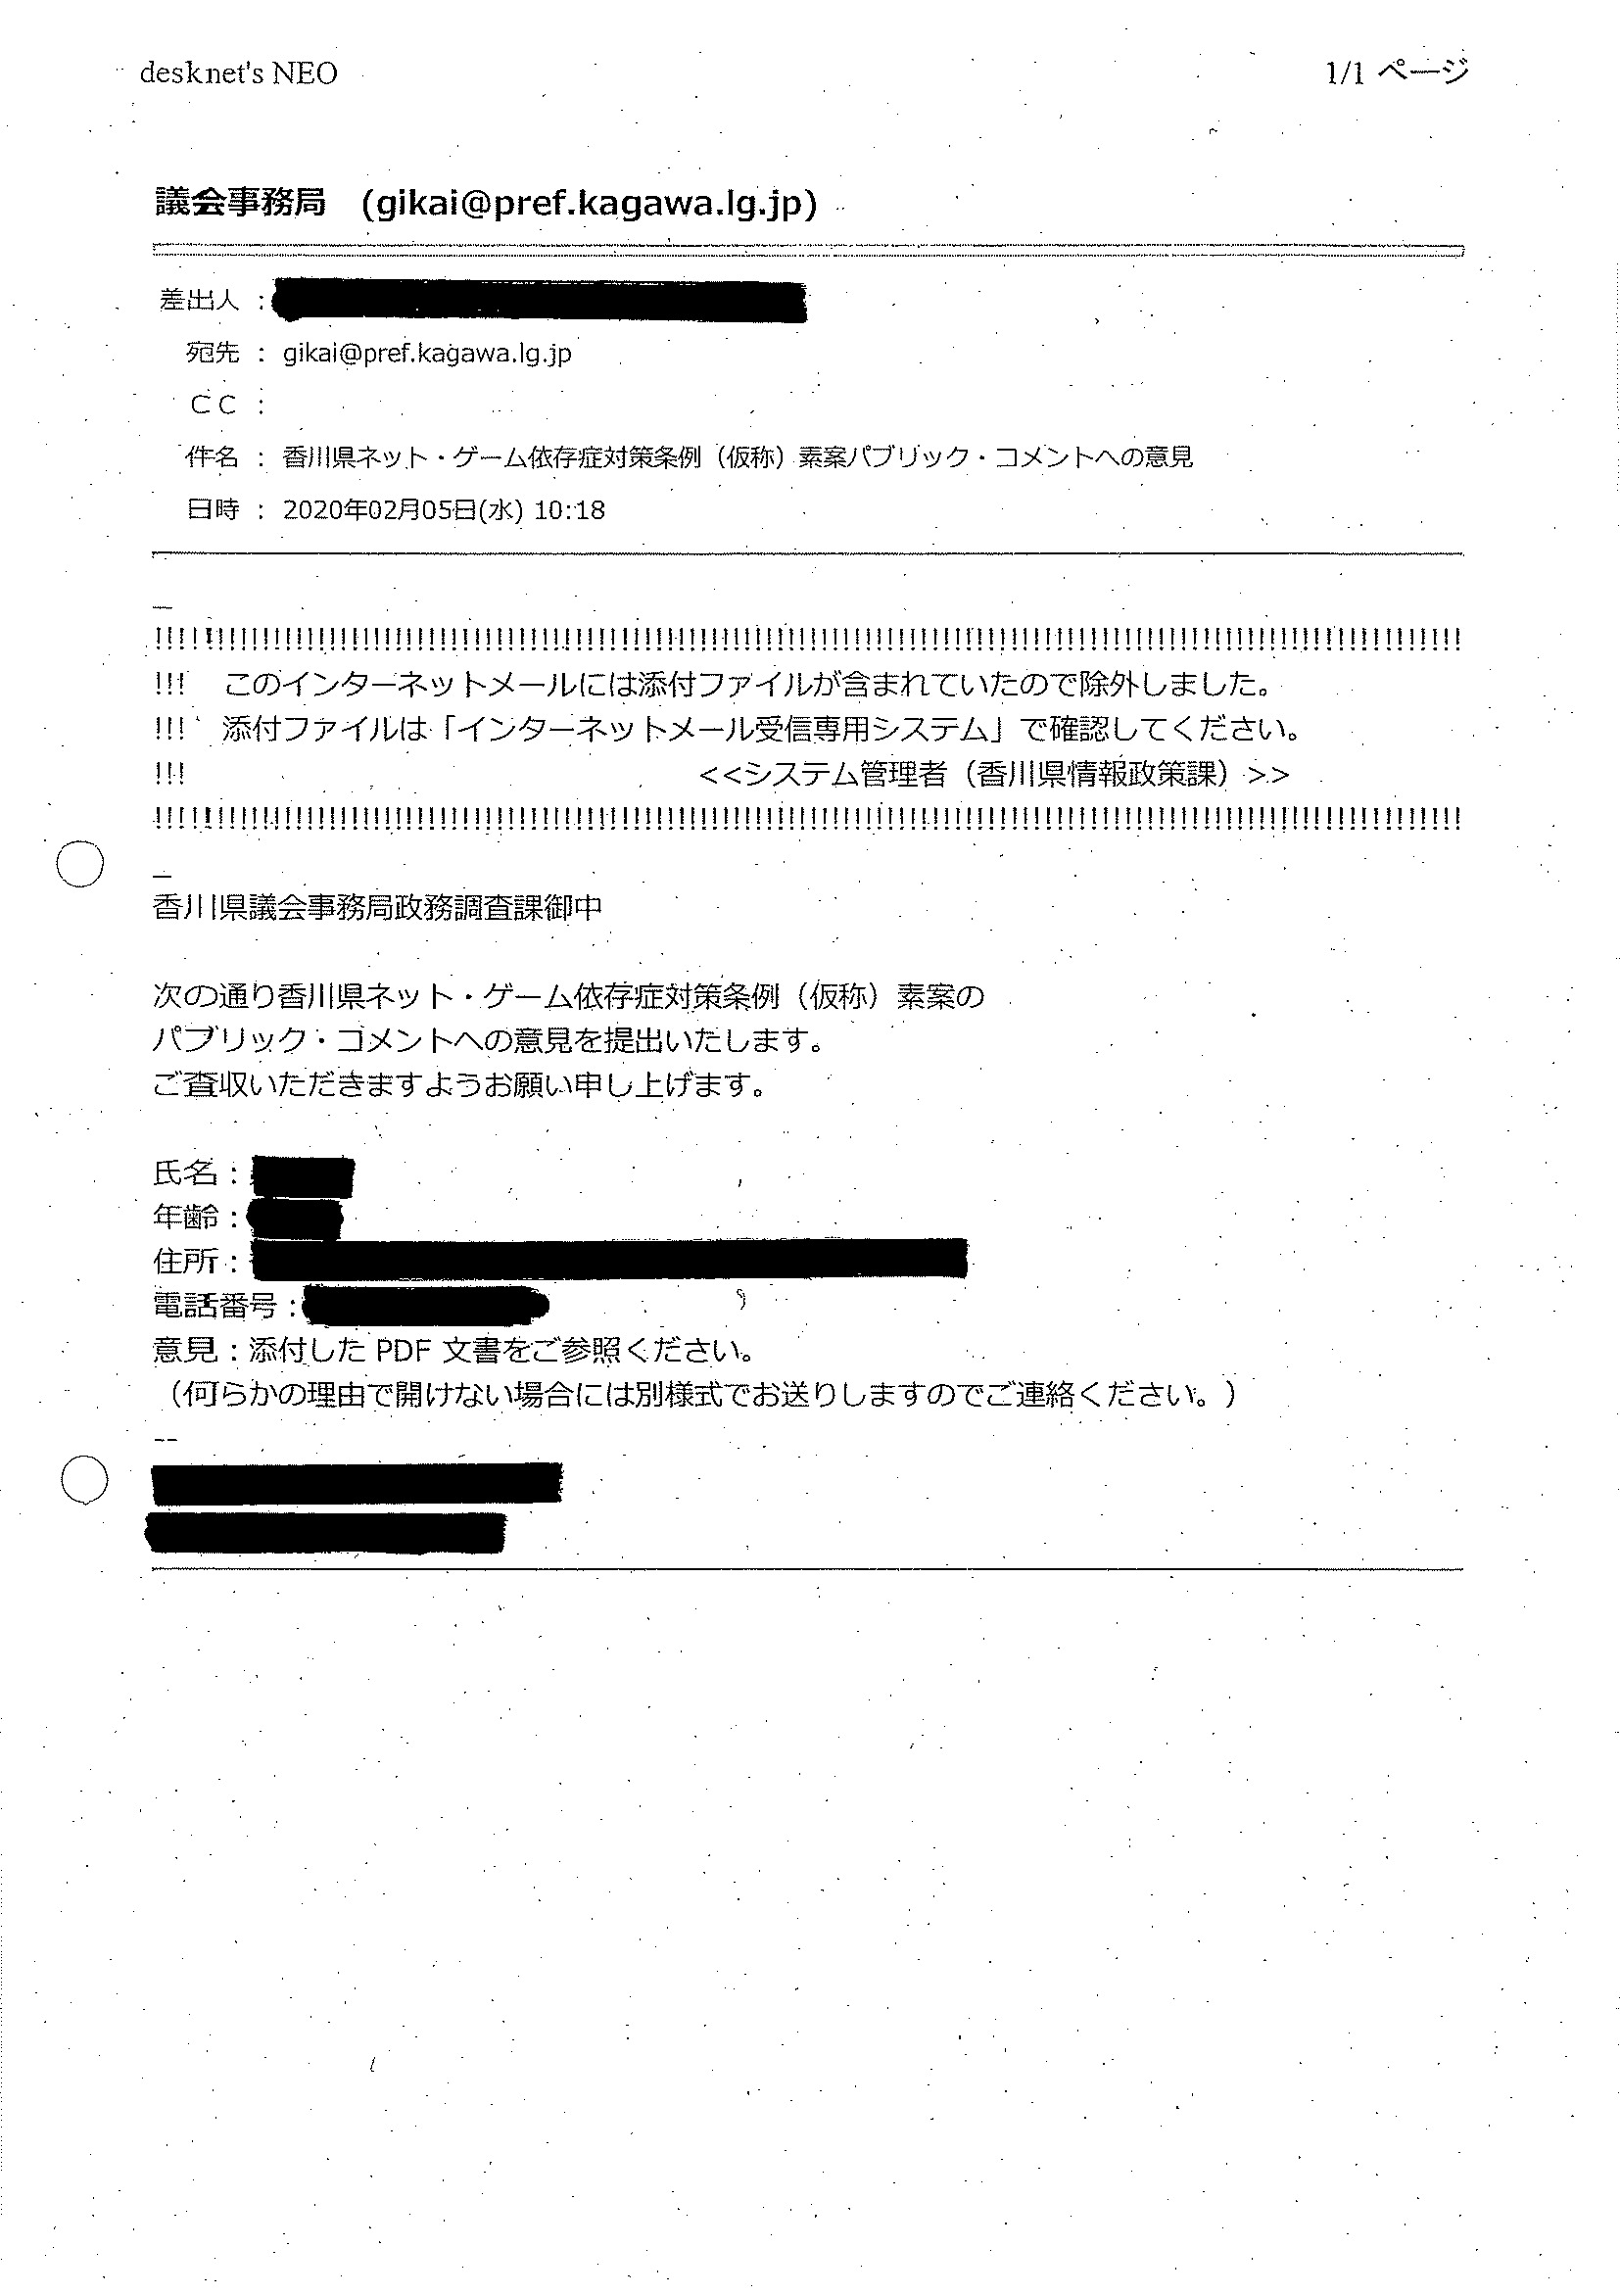 desknet's NEO
1/1 ページ
議会事務局 (gikai@pref.kagawa.lg.jp)
差出人 :
宛先 : gikai@pref.kagawa.lg.jp
CC :
件名 : 香川県ネット・ゲーム依存症対策条例（仮称）素案パブリック・コメントへの意見
日時 : 2020年02月05日(水) 10:18
!!!!!!!!!!!!!!!!!!!!!!!!!!!!!!!!!!!!!!!!!!!!!!!!!!!!!!!!!!!!!!!!!!!!!!!!!!!!!!!!!!!!!!!!!!!!!!!!!!!!!!!!!!!!!!!!!!!!
!!! このインターネットメールには添付ファイルが含まれていたので除外しました。
!!! 添付ファイルは「インターネットメール受信専用システム」で確認してください。
!!! <<システム管理者（香川県情報政策課）>>
!!!!!!!!!!!!!!!!!!!!!!!!!!!!!!!!!!!!!!!!!!!!!!!!!!!!!!!!!!!!!!!!!!!!!!!!!!!!!!!!!!!!!!!!!!!!!!!!!!!!!!!!!!!!!!!!!!!!
香川県議会事務局政務調査課御中
次の通り香川県ネット・ゲーム依存症対策条例（仮称）素案の
パブリック・コメントへの意見を提出いたします。
ご査収いただきますようお願い申し上げます。
氏名：
年齢：
住所：
電話番号：
意見：添付した PDF 文書をご参照ください。
（何らかの理由で開けない場合には別様式でお送りしますのでご連絡ください。）
--